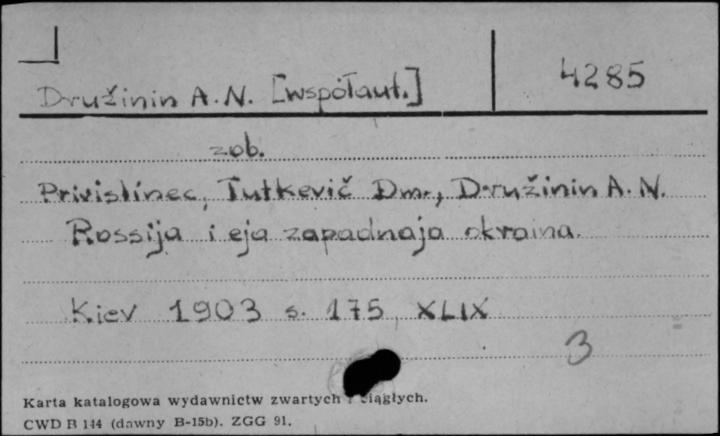 Družinin A.N. [współaut.]
4285
zob.
Privislinec, Tutkevič Dm., Družinin A.N.
Rossija i eja zapadnaja okraina.
Kiev 1903 s. 175, XLIX
3
Karta katalogowa wydawnictw zwartych i ciągłych.
CWD B 144 (dawny B-15b). ZGG 91.